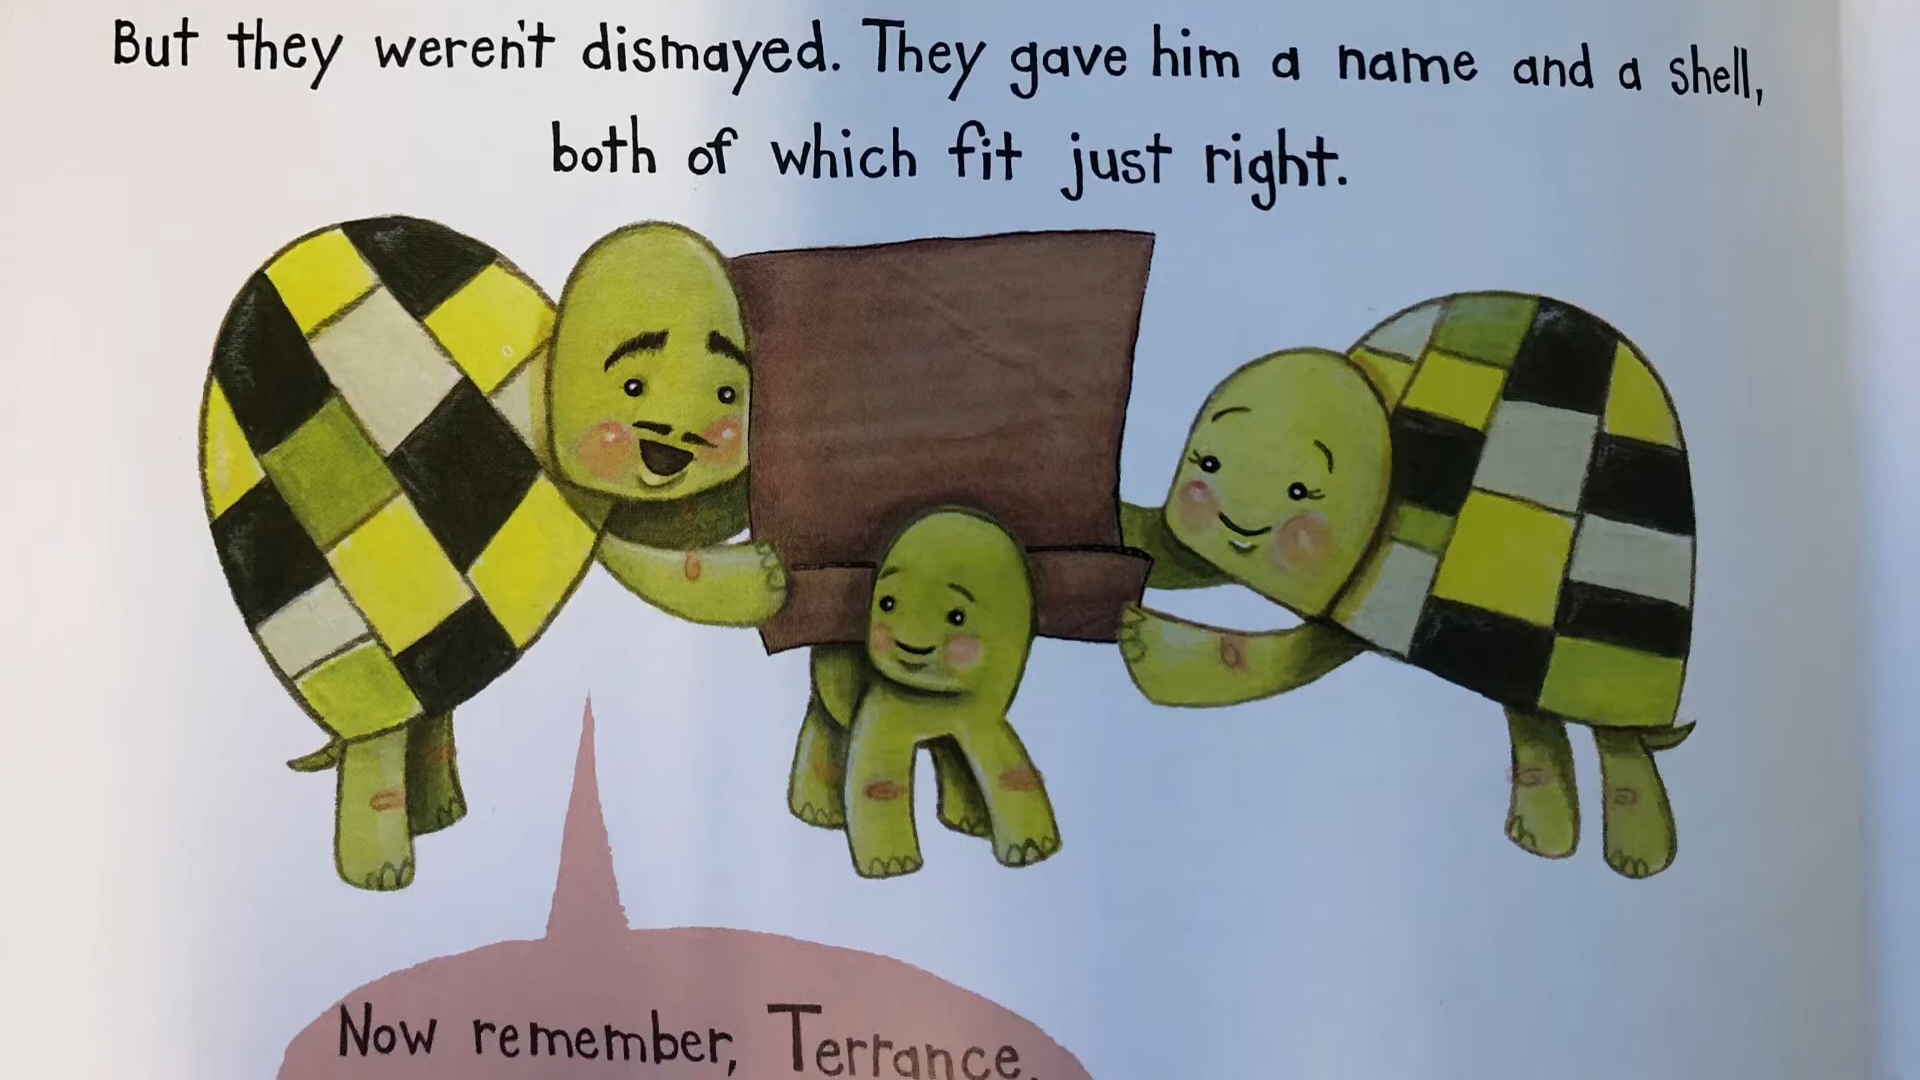 But they weren't dismayed. They gave him a name and a shell,
both of which fit just right.
Now remember, Terrance,